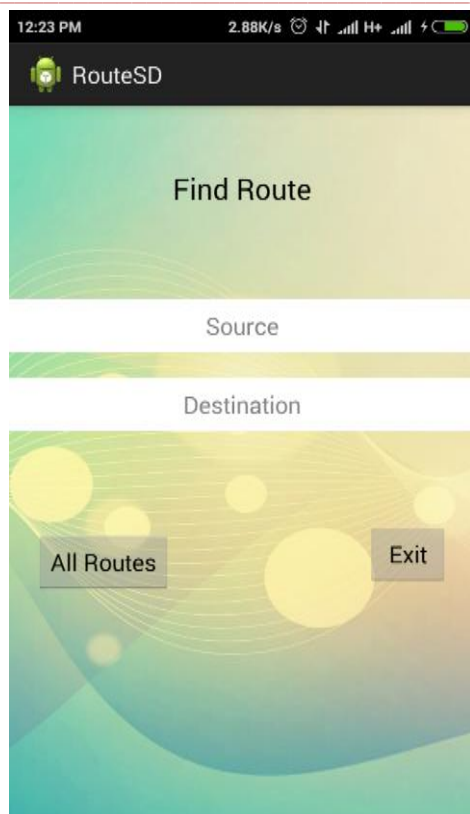 12:23 PM 2.88K/s H+
RouteSD
Find Route
Source
Destination
All Routes Exit